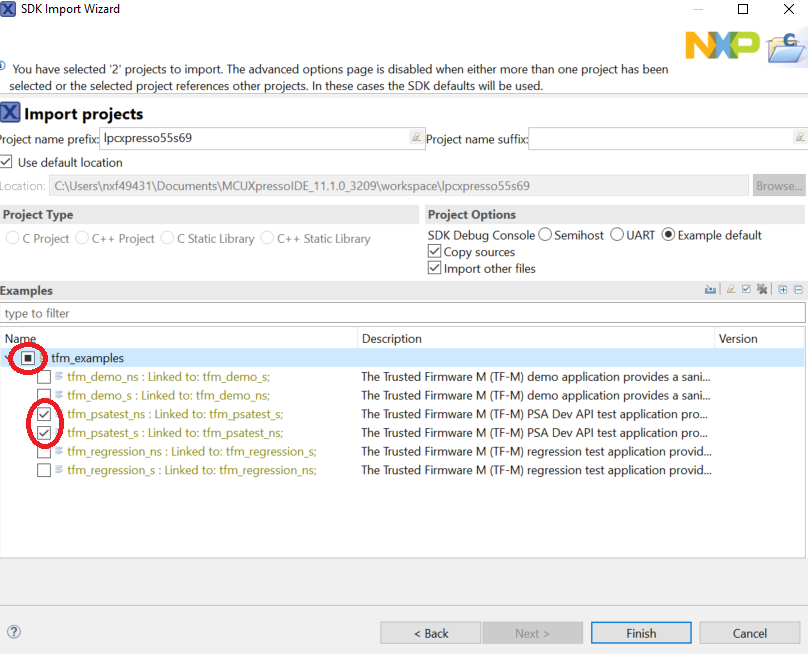 SDK Import Wizard
NXP
You have selected '2' projects to import. The advanced options page is disabled when either more than one project has been
selected or the selected project references other projects. In these cases the SDK defaults will be used.
Import projects
Project name prefix: lpcxpresso55s69 Project name suffix:
Use default location
Location: C:\Users\nxf49431\Documents\MCUXpressoIDE_11.1.0_3209\workspace\lpcxpresso55s69 Browse...
Project Type Project Options
C Project C++ Project C Static Library C++ Static Library SDK Debug Console Semihost UART Example default
Copy sources
Import other files
Examples
type to filter
Name Description Version
tfm_examples
tfm_demo_ns : Linked to: tfm_demo_s; The Trusted Firmware M (TF-M) demo application provides a sani...
tfm_demo_s : Linked to: tfm_demo_ns; The Trusted Firmware M (TF-M) demo application provides a sani...
tfm_psatest_ns : Linked to: tfm_psatest_s; The Trusted Firmware M (TF-M) PSA Dev API test application pro...
tfm_psatest_s : Linked to: tfm_psatest_ns; The Trusted Firmware M (TF-M) PSA Dev API test application pro...
tfm_regression_ns : Linked to: tfm_regression_s; The Trusted Firmware M (TF-M) regression test application provid...
tfm_regression_s : Linked to: tfm_regression_ns; The Trusted Firmware M (TF-M) regression test application provid...
< Back Next > Finish Cancel